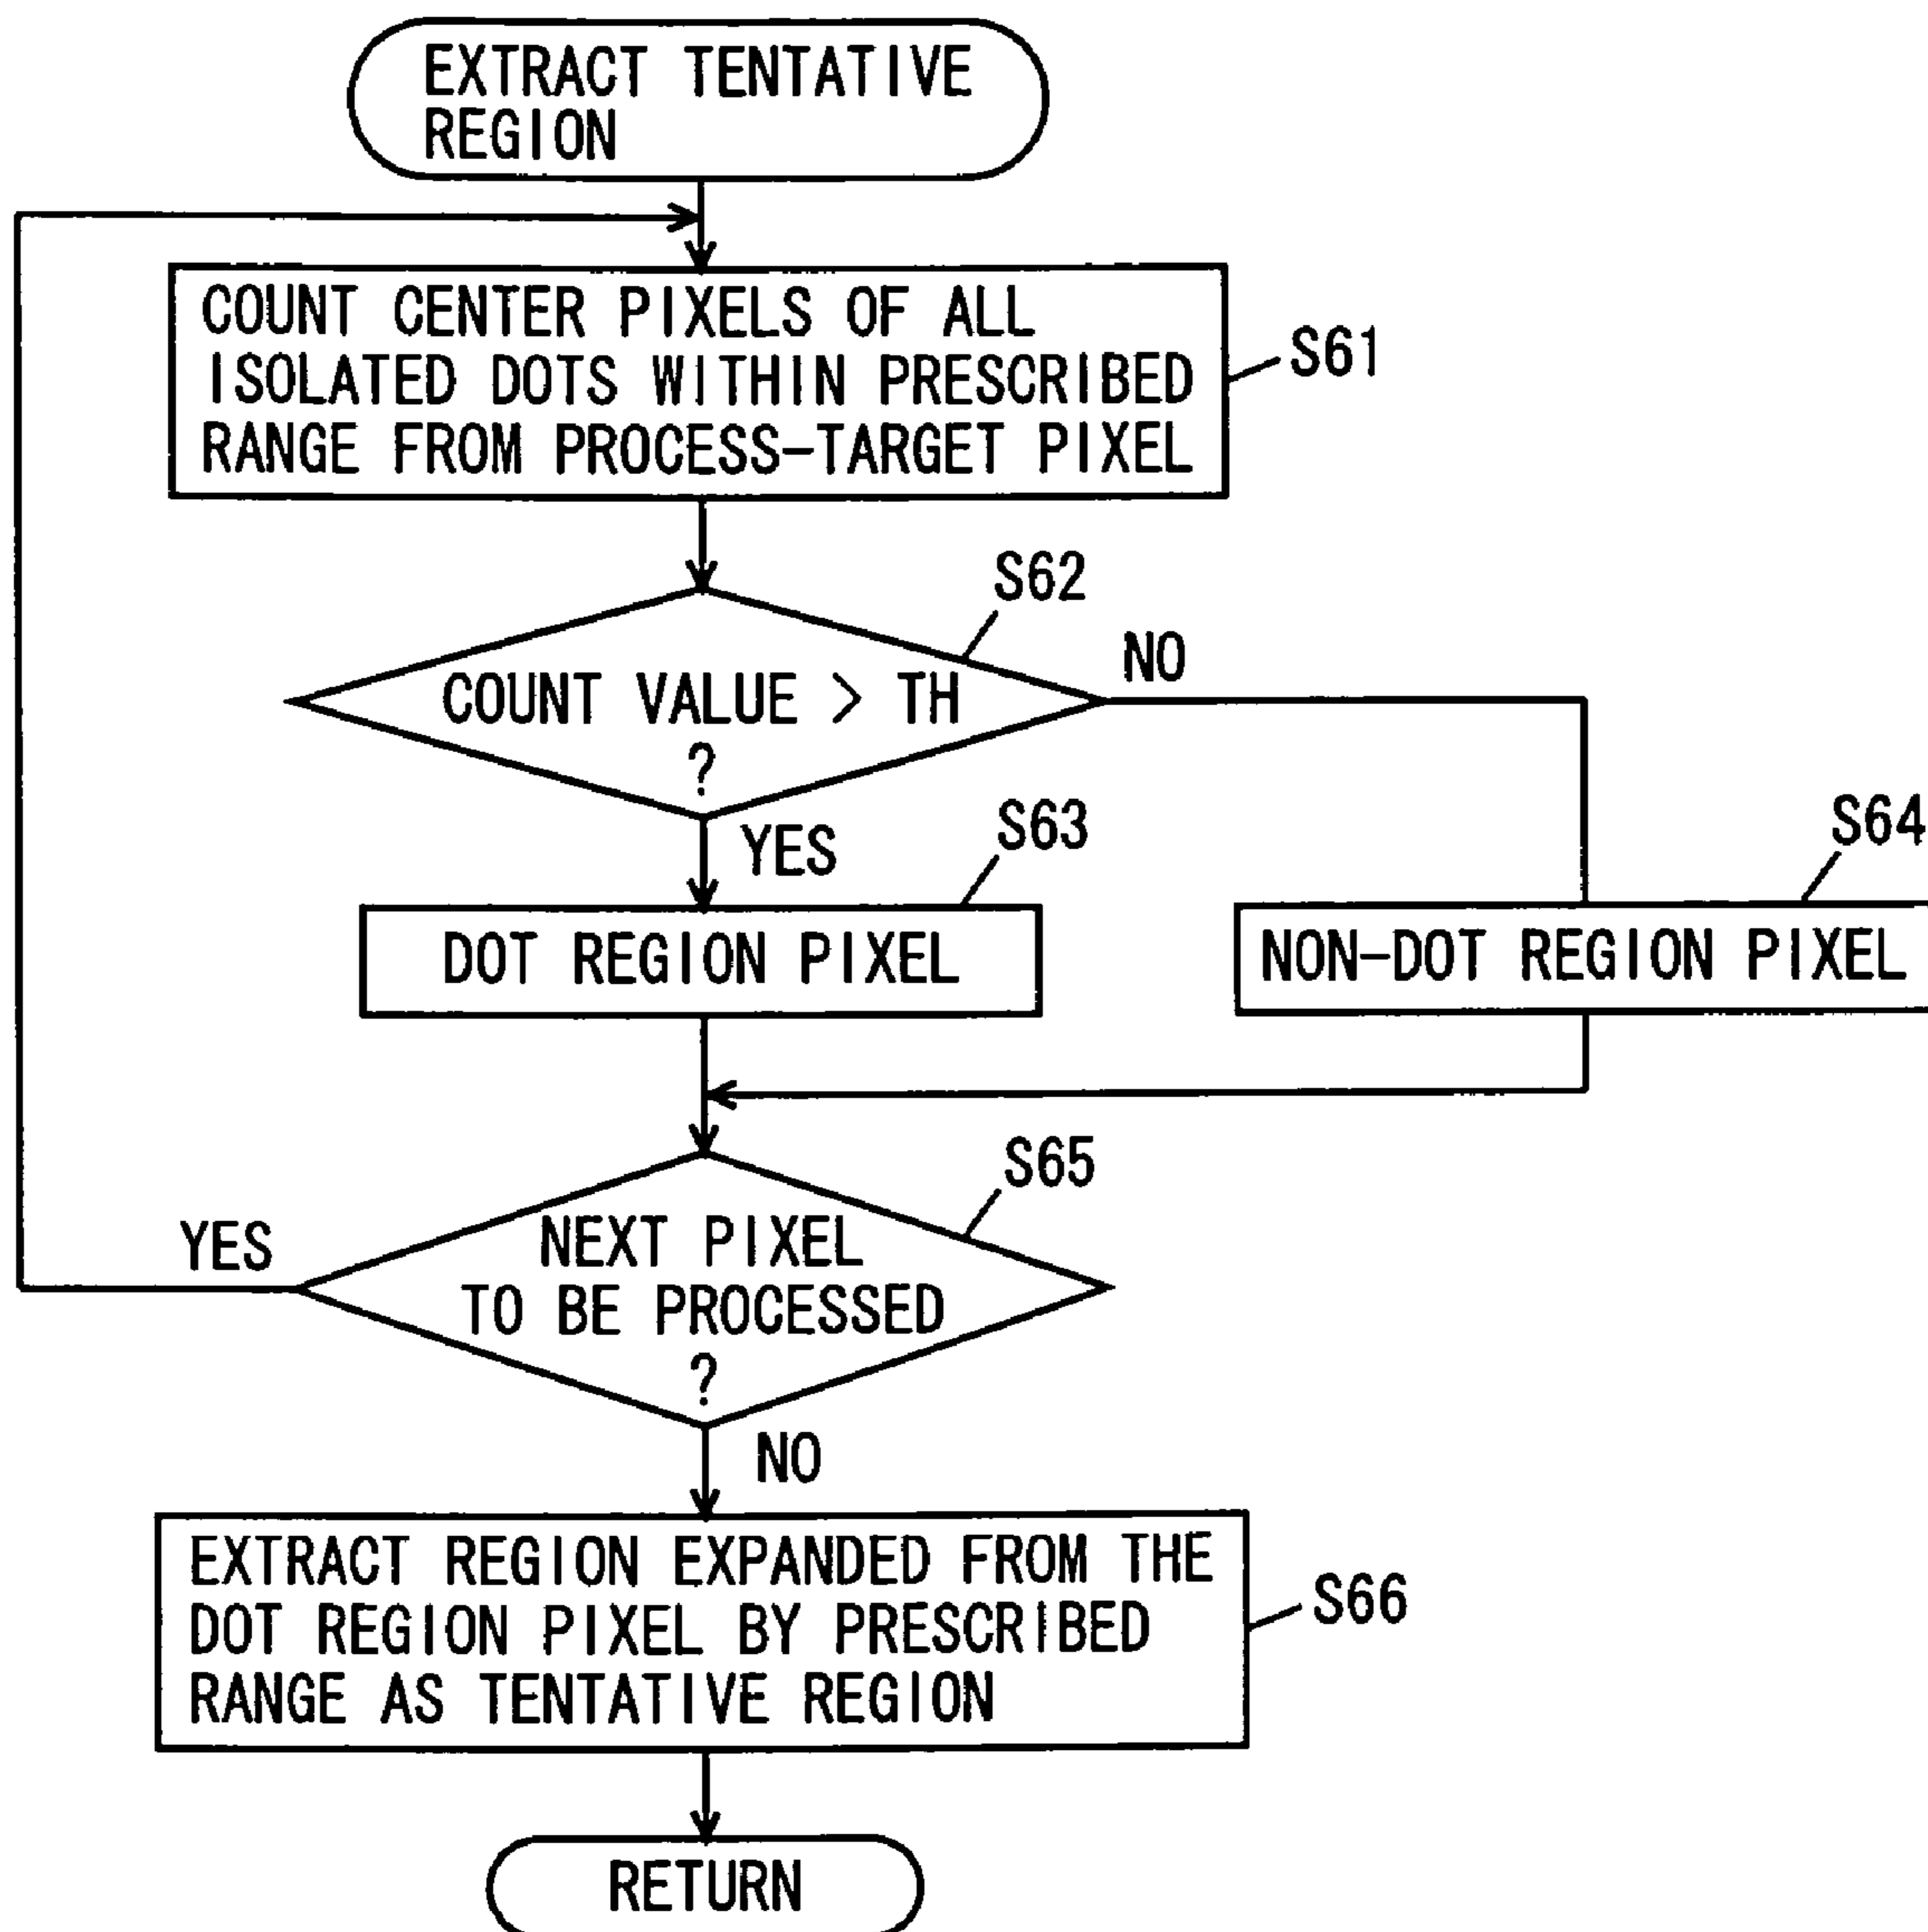 EXTRACT TENTATIVE
REGION
COUNT CENTER PIXELS OF ALL
ISOLATED DOTS WITHIN PRESCRIBED
RANGE FROM PROCESS-TARGET PIXEL
S61
S62
COUNT VALUE > TH
?
NO
YES
S63
DOT REGION PIXEL
S64
NON-DOT REGION PIXEL
S65
NEXT PIXEL
TO BE PROCESSED
?
YES
NO
EXTRACT REGION EXPANDED FROM THE
DOT REGION PIXEL BY PRESCRIBED
RANGE AS TENTATIVE REGION
S66
RETURN